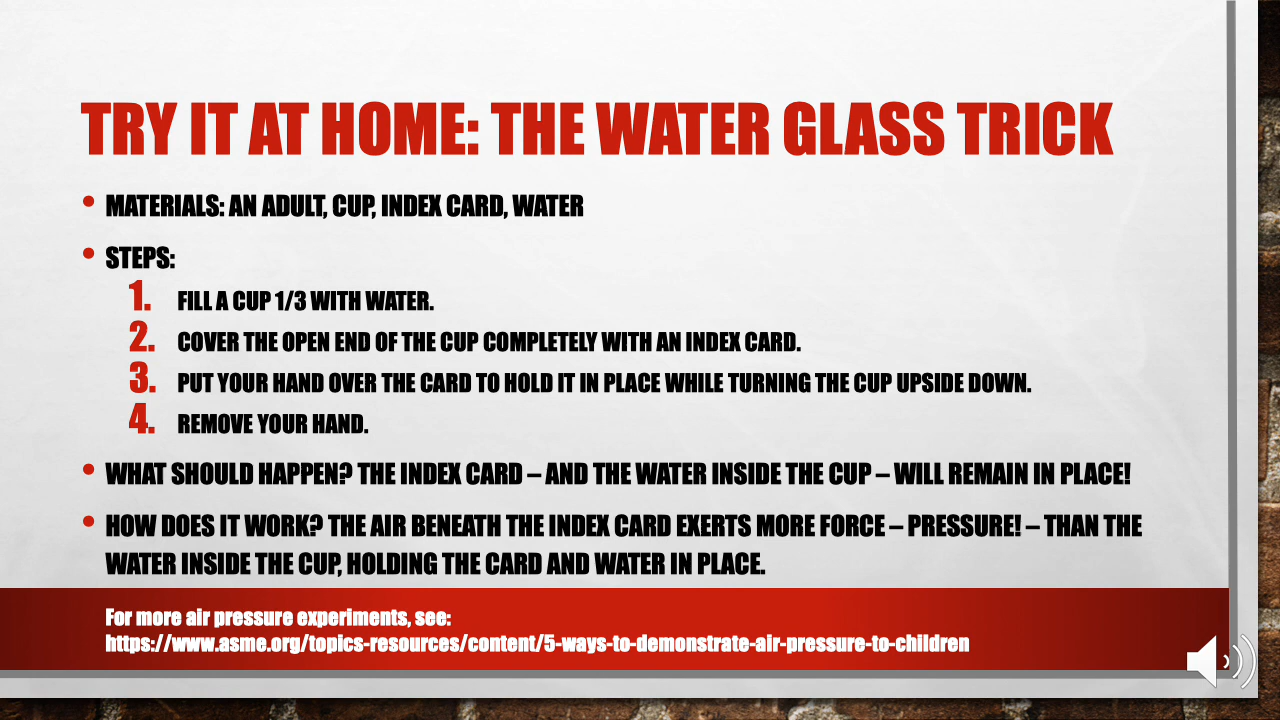 TRY IT AT HOME: THE WATER GLASS TRICK
• MATERIALS: AN ADULT, CUP, INDEX CARD, WATER
• STEPS:
1. FILL A CUP 1/3 WITH WATER.
2. COVER THE OPEN END OF THE CUP COMPLETELY WITH AN INDEX CARD.
3. PUT YOUR HAND OVER THE CARD TO HOLD IT IN PLACE WHILE TURNING THE CUP UPSIDE DOWN.
4. REMOVE YOUR HAND.
• WHAT SHOULD HAPPEN? THE INDEX CARD – AND THE WATER INSIDE THE CUP – WILL REMAIN IN PLACE!
• HOW DOES IT WORK? THE AIR BENEATH THE INDEX CARD EXERTS MORE FORCE – PRESSURE! – THAN THE
WATER INSIDE THE CUP, HOLDING THE CARD AND WATER IN PLACE.
For more air pressure experiments, see:
https://www.asme.org/topics-resources/content/5-ways-to-demonstrate-air-pressure-to-children